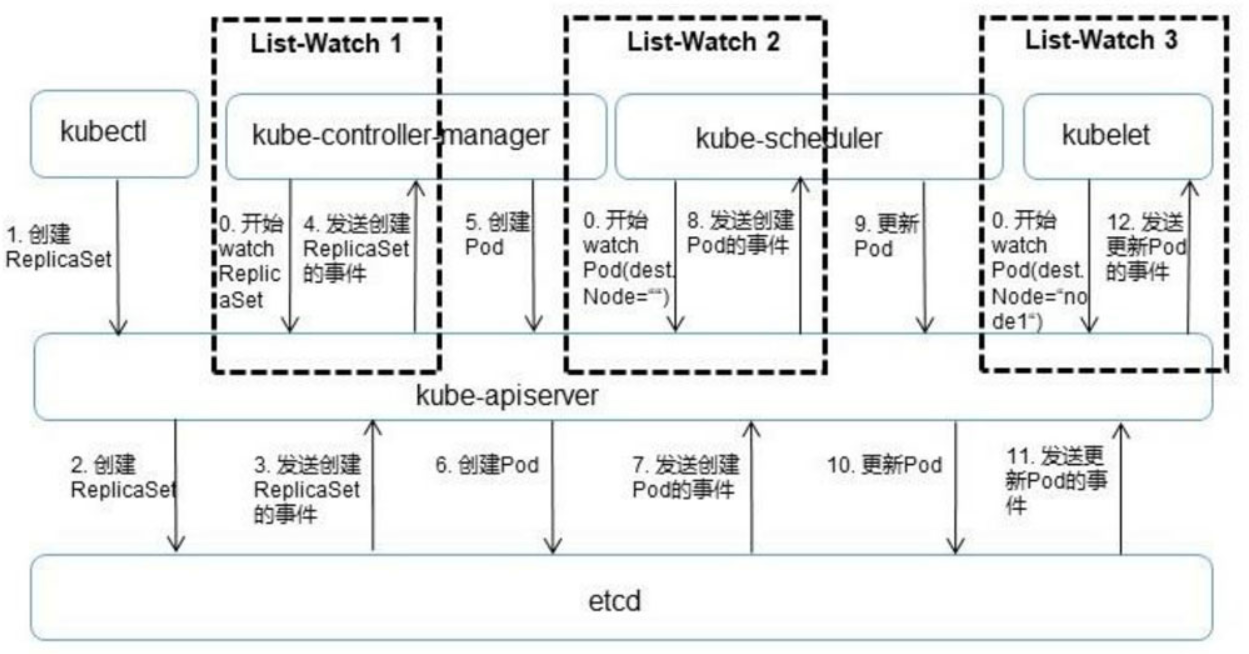 List-Watch 1
List-Watch 2
List-Watch 3
kubectl
kube-controller-manager
kube-scheduler
kubelet
1. 创建
ReplicaSet
0. 开始
watch
Replic
aSet
4. 发送创建
ReplicaSet
的事件
5. 创建
Pod
0. 开始
watch
Pod(dest.
Node=““)
8. 发送创建
Pod的事件
9. 更新
Pod
0. 开始
watch
Pod(dest.
Node=“no
de1“)
12. 发送
更新Pod
的事件
kube-apiserver
2. 创建
ReplicaSet
3. 发送创建
ReplicaSet
的事件
6. 创建Pod
7. 发送创建
Pod的事件
10. 更新Pod
11. 发送更
新Pod的事
件
etcd